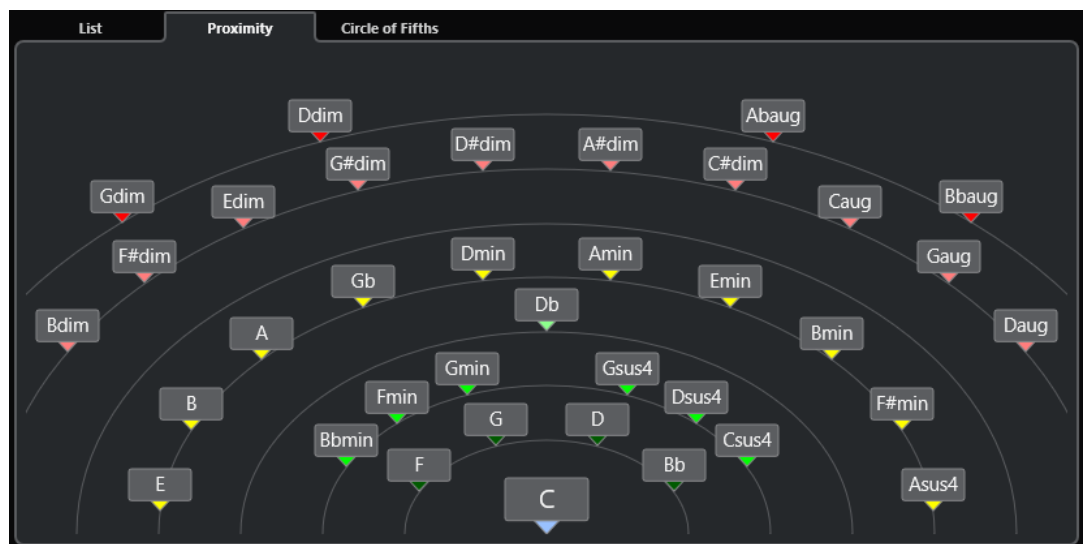 List Proximity Circle of Fifths
Ddim Abaug
D#dim A#dim
G#dim C#dim
Gdim Edim Caug Bbaug
F#dim Dmin Amin Gaug
Gb Emin
Db
Bdim A Bmin Daug
Gmin Gsus4
Fmin Dsus4
B F#min
G D
Bbmin Csus4
F Bb
E Asus4
C